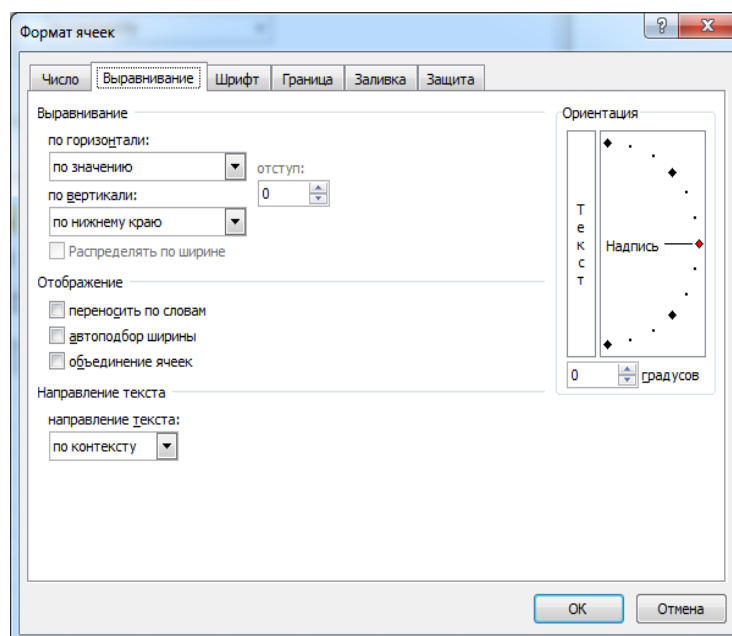 Формат ячеек
Число Выравнивание Шрифт Граница Заливка Защита
Выравнивание
по горизонтали:
по значению
отступ:
0
по вертикали:
по нижнему краю
Распределять по ширине
Отображение
переносить по словам
автоподбор ширины
объединение ячеек
Направление текста
направление текста:
по контексту
Ориентация
Текст
Надпись
0 градусов
ОК Отмена